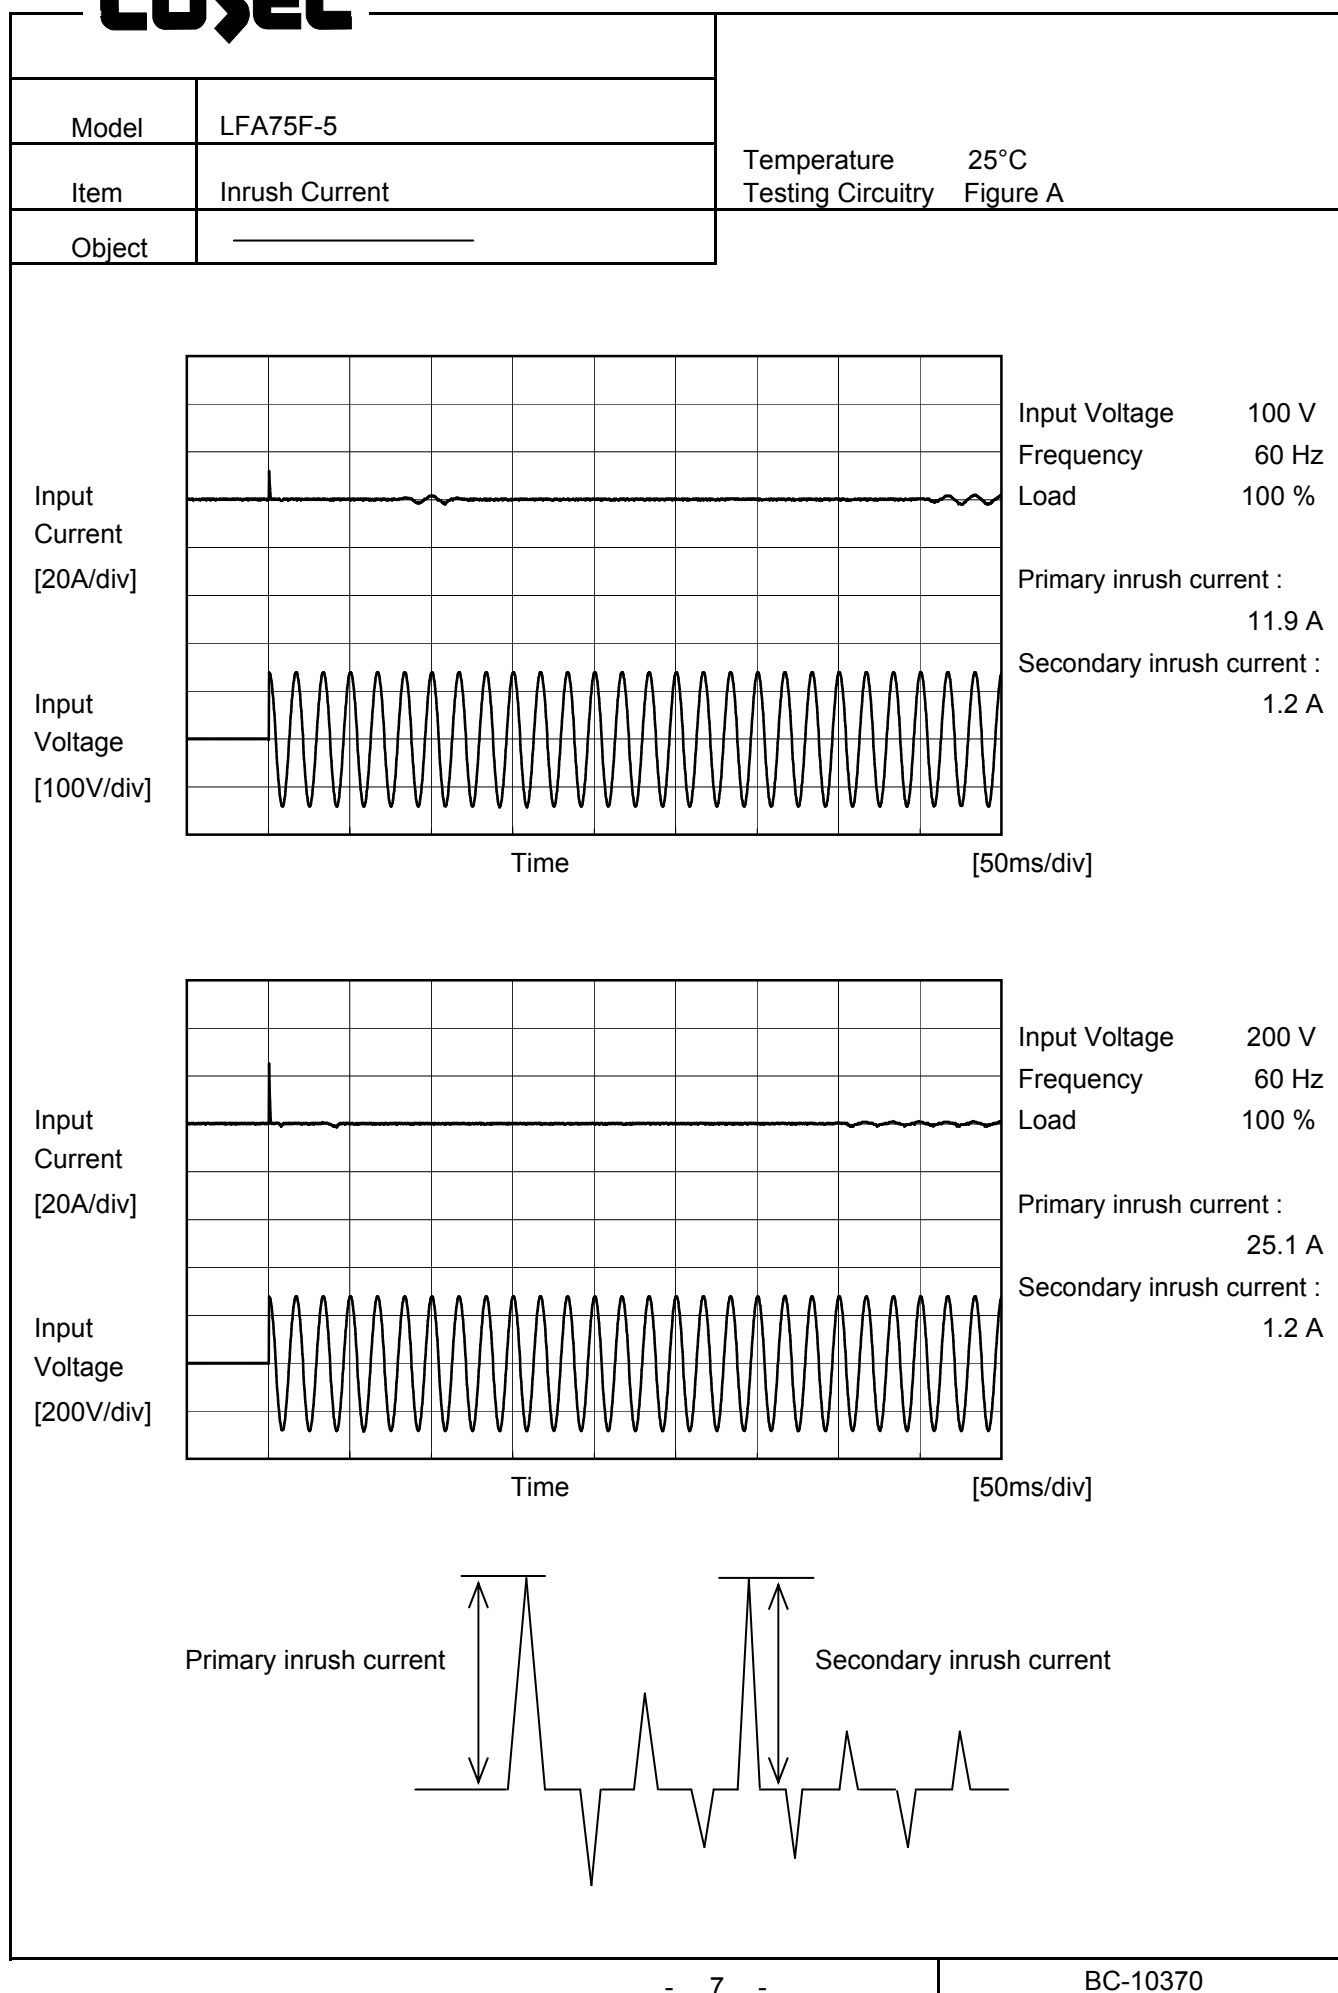 COSEL
Model LFA75F-5
Item Inrush Current
Object
Temperature 25°C
Testing Circuitry Figure A
Input
Current
[20A/div]
Input
Voltage
[100V/div]
Time [50ms/div]
Input Voltage 100 V
Frequency 60 Hz
Load 100 %
Primary inrush current :
11.9 A
Secondary inrush current :
1.2 A
Input
Current
[20A/div]
Input
Voltage
[200V/div]
Time [50ms/div]
Input Voltage 200 V
Frequency 60 Hz
Load 100 %
Primary inrush current :
25.1 A
Secondary inrush current :
1.2 A
Primary inrush current Secondary inrush current
- 7 - BC-10370